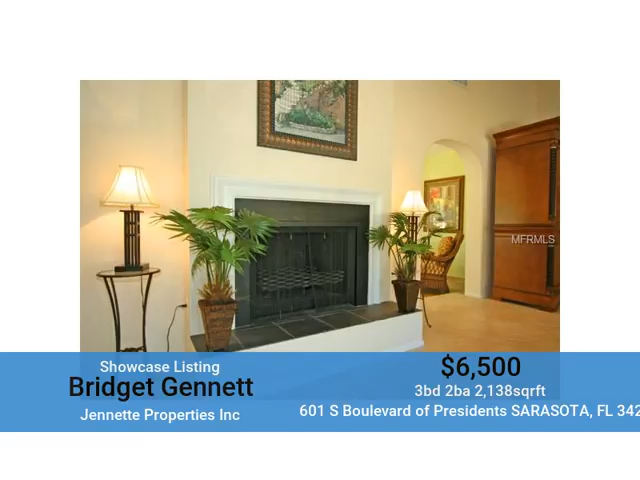 MFRMLS
Showcase Listing
Bridget Gennett
Jennette Properties Inc
$6,500
3bd 2ba 2,138sqrft
601 S Boulevard of Presidents SARASOTA, FL 342